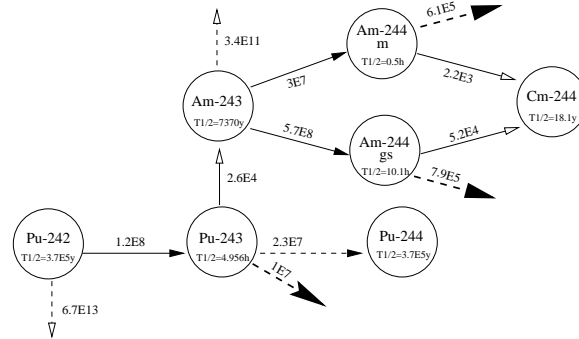 6.1E5
Am-244
m
T1/2=0.5h
3.4E11
2.2E3
3E7
Am-243
T1/2=7370y
Cm-244
T1/2=18.1y
5.7E8
Am-244
gs
T1/2=10.1h
5.2E4
7.9E5
2.6E4
Pu-242
T1/2=3.7E5y
1.2E8
Pu-243
T1/2=4.956h
2.3E7
Pu-244
T1/2=3.7E5y
1E7
6.7E13